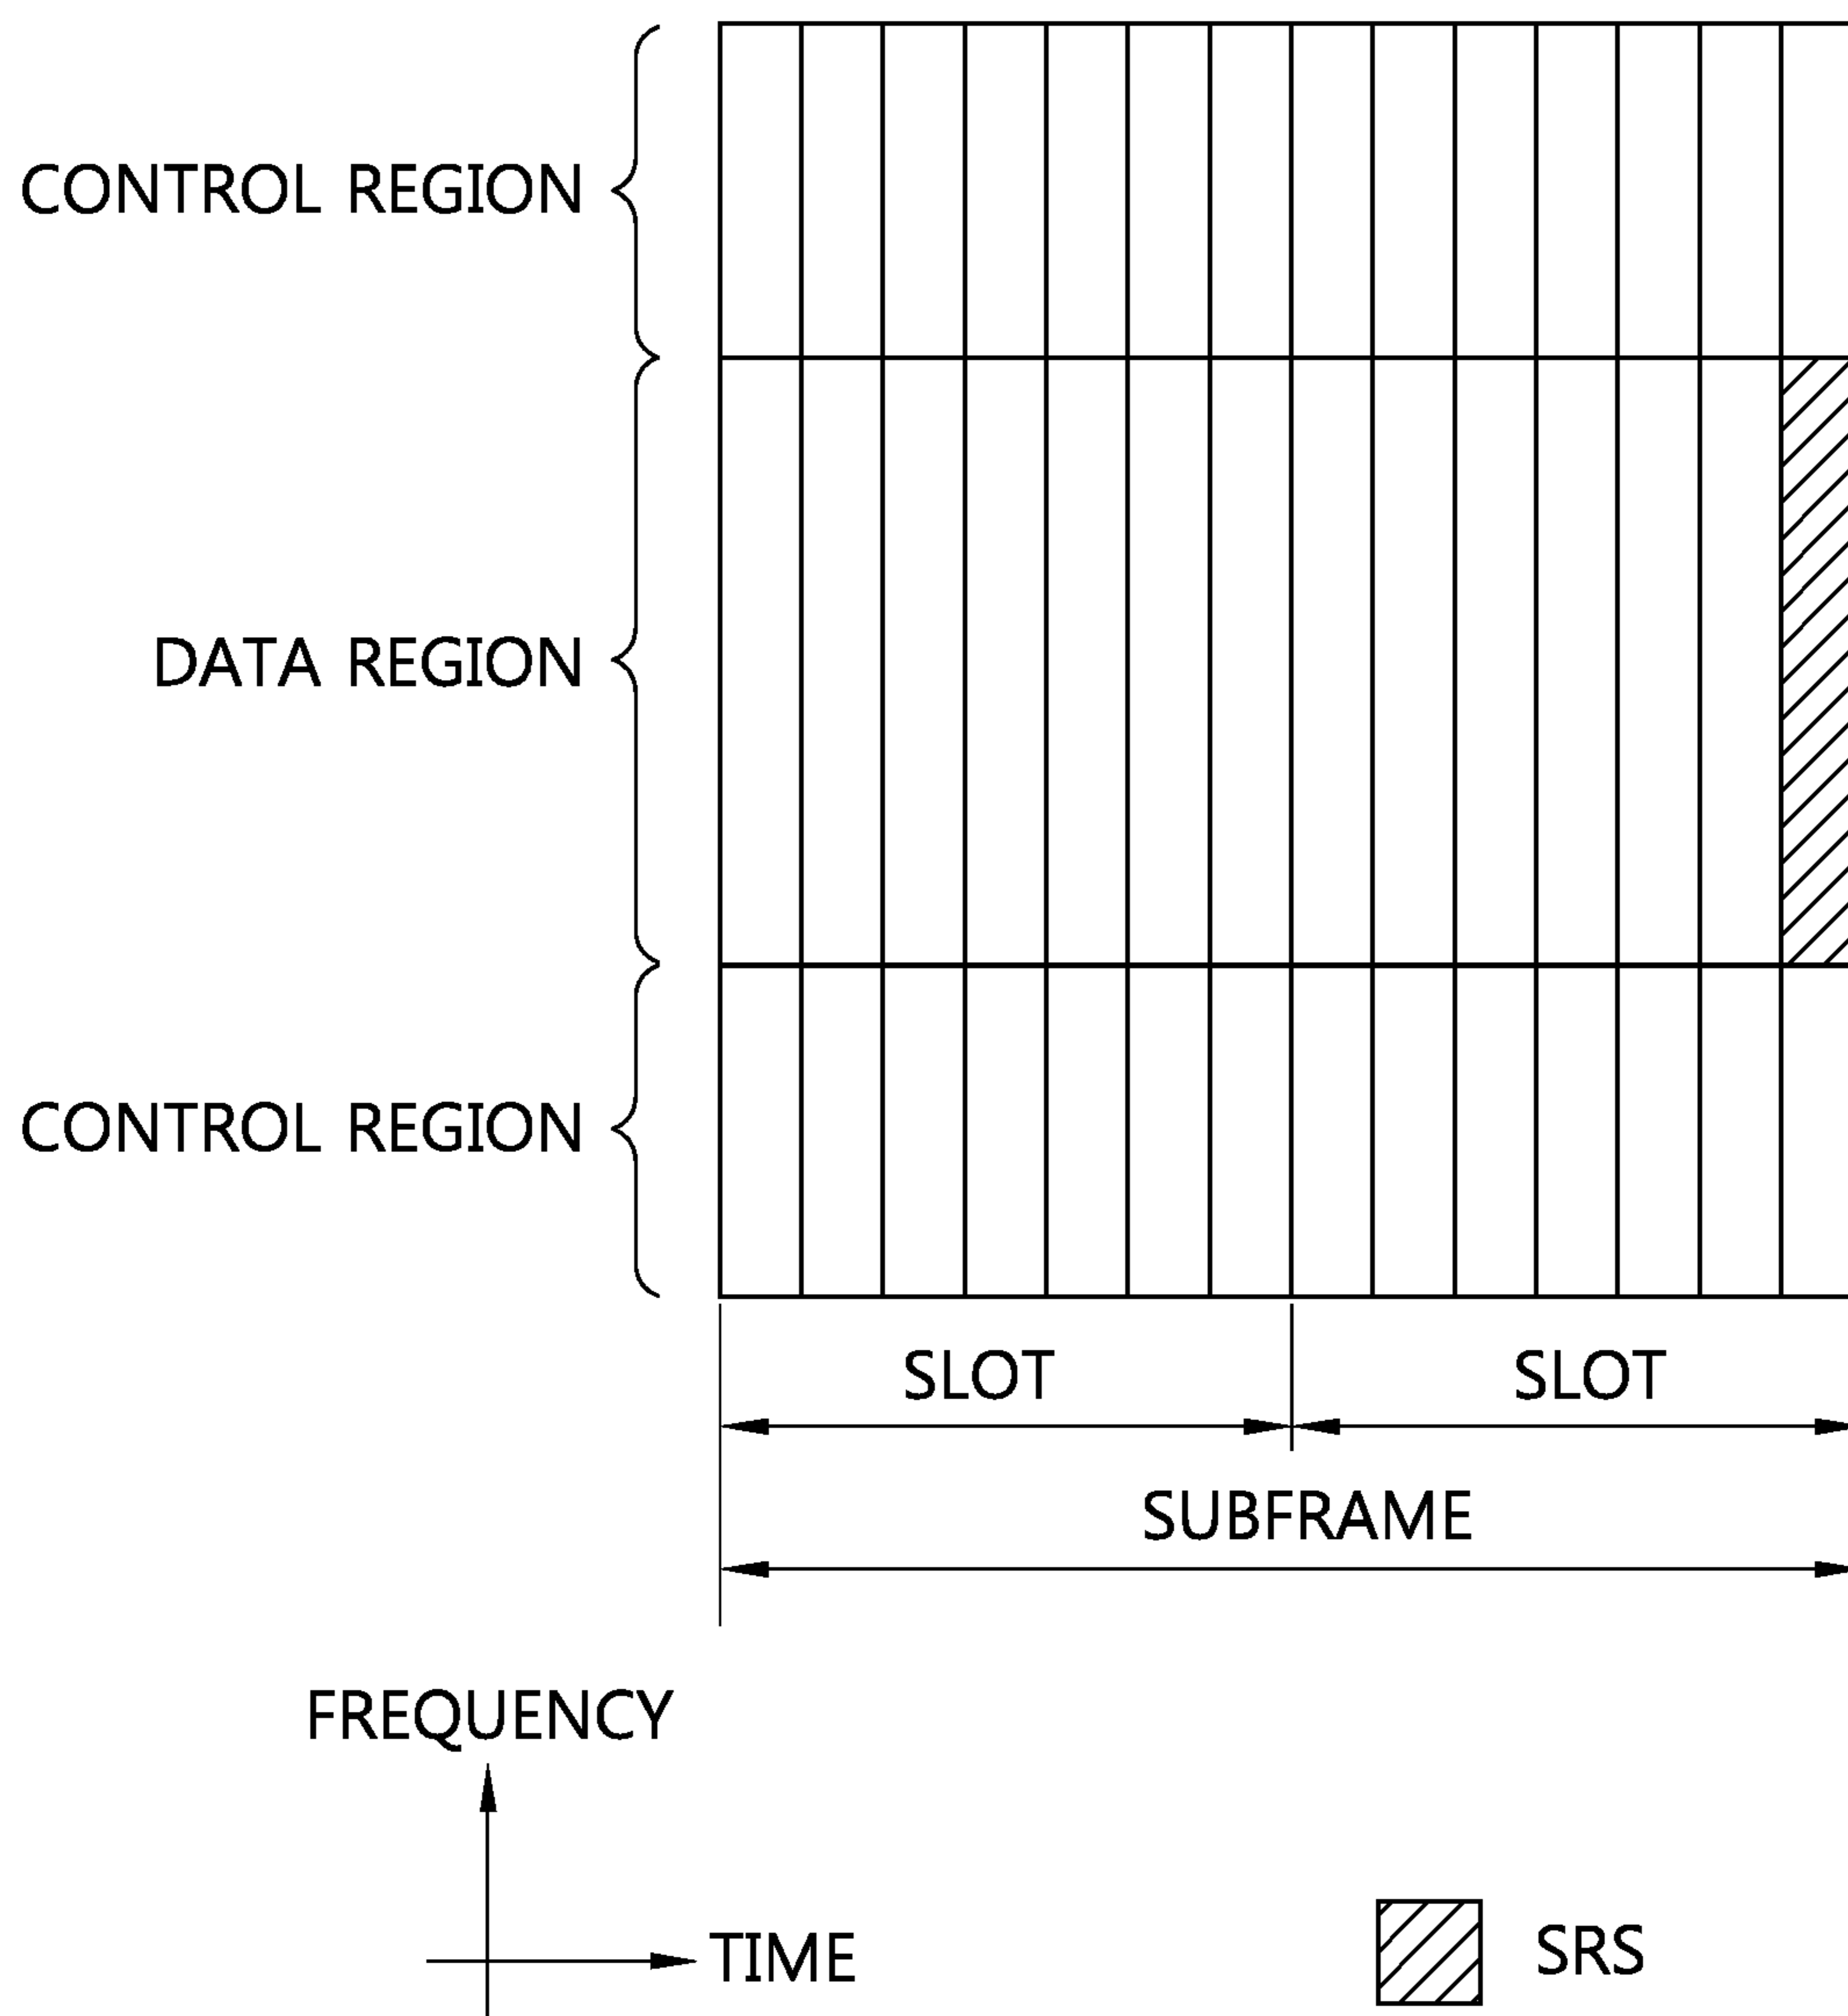 CONTROL REGION
DATA REGION
CONTROL REGION
SLOT
SLOT
SUBFRAME
FREQUENCY
TIME
SRS